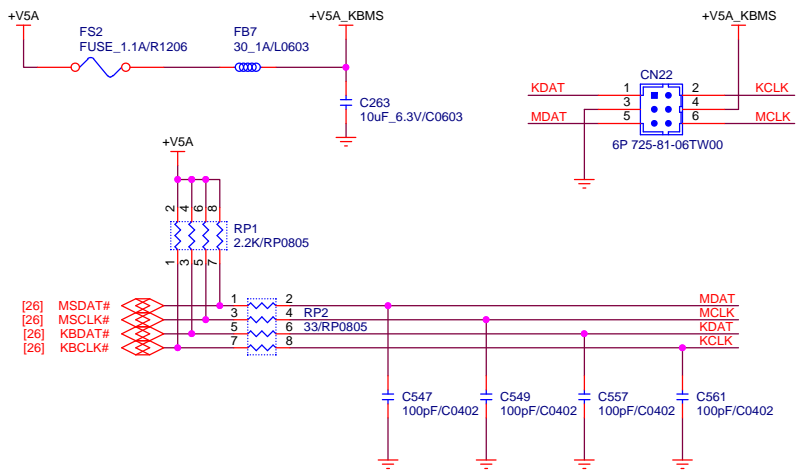 +V5A
+V5A_KBMS
+V5A_KBMS
FS2
FUSE_1.1A/R1206
FB7
30_1A/L0603
C263
10uF_6.3V/C0603
CN22
KDAT 1 2 KCLK
3 4
MDAT 5 6 MCLK
6P 725-81-06TW00
+V5A
2 4 6 8
RP1
2.2K/RP0805
1 3 5 7
[26] MSDAT# 1 2 MDAT
[26] MSCLK# 3 4 RP2 MCLK
[26] KBDAT# 5 6 33/RP0805 KDAT
[26] KBCLK# 7 8 KCLK
C547
100pF/C0402
C549
100pF/C0402
C557
100pF/C0402
C561
100pF/C0402